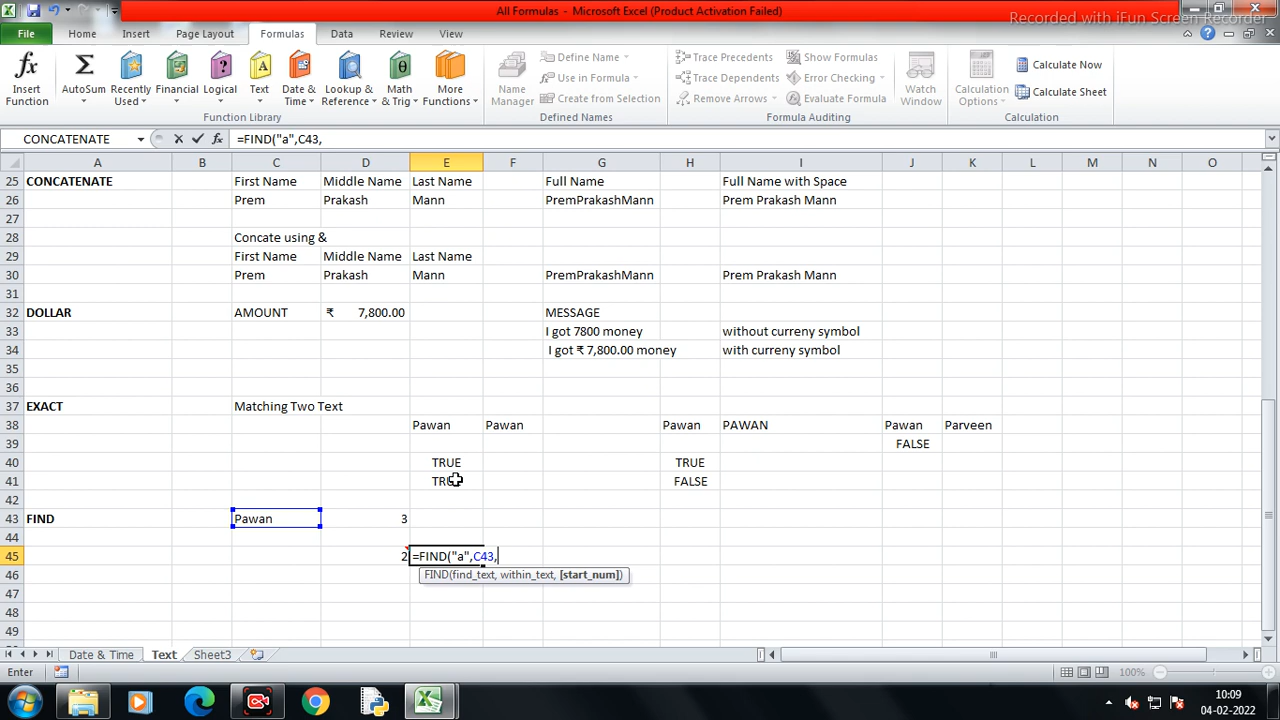 All Formulas - Microsoft Excel (Product Activation Failed)
Recorded with iFun Screen Recorder
File Home Insert Page Layout Formulas Data Review View
Insert Function
AutoSum
Recently Used
Financial
Logical
Text
Date & Time
Lookup & Reference
Math & Trig
More Functions
Function Library
Name Manager
Define Name
Use in Formula
Create from Selection
Defined Names
Trace Precedents
Trace Dependents
Remove Arrows
Show Formulas
Error Checking
Evaluate Formula
Watch Window
Formula Auditing
Calculation Options
Calculate Now
Calculate Sheet
Calculation
CONCATENATE fx =FIND("a",C43,
A B C D E F G H I J K L M N O
25 CONCATENATE First Name Middle Name Last Name Full Name Full Name with Space
26 Prem Prakash Mann PremPrakashMann Prem Prakash Mann
27
28 Concate using &
29 First Name Middle Name Last Name
30 Prem Prakash Mann PremPrakashMann Prem Prakash Mann
31
32 DOLLAR AMOUNT ₹ 7,800.00 MESSAGE
33 I got 7800 money without curreny symbol
34 I got ₹ 7,800.00 money with curreny symbol
35
36
37 EXACT Matching Two Text
38 Pawan Pawan Pawan PAWAN Pawan Parveen
39 FALSE
40 TRUE TRUE
41 FALSE
42
43 FIND Pawan 3
44
45 2 =FIND("a",C43,
46 FIND(find_text, within_text, [start_num])
47
48
49
Date & Time Text Sheet3
Enter 100%
10:09
04-02-2022